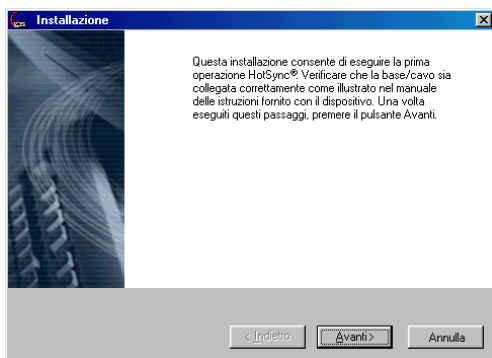 Installazione
Questa installazione consente di eseguire la prima
operazione HotSync® Verificare che la base/cavo sia
collegata correttamente come illustrato nel manuale
delle istruzioni fornito con il dispositivo. Una volta
eseguiti questi passaggi, premere il pulsante Avanti.
< Indietro Avanti > Annulla